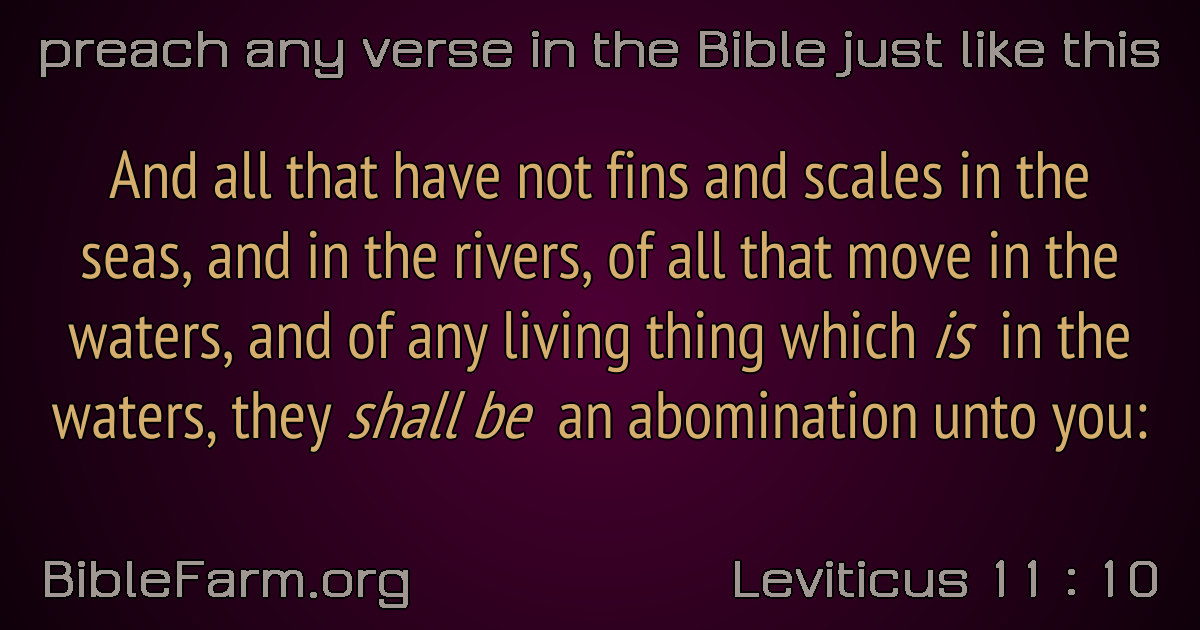 preach any verse in the Bible just like this
And all that have not fins and scales in the
seas, and in the rivers, of all that move in the
waters, and of any living thing which is in the
waters, they shall be an abomination unto you:
BibleFarm.org
Leviticus 11 : 10